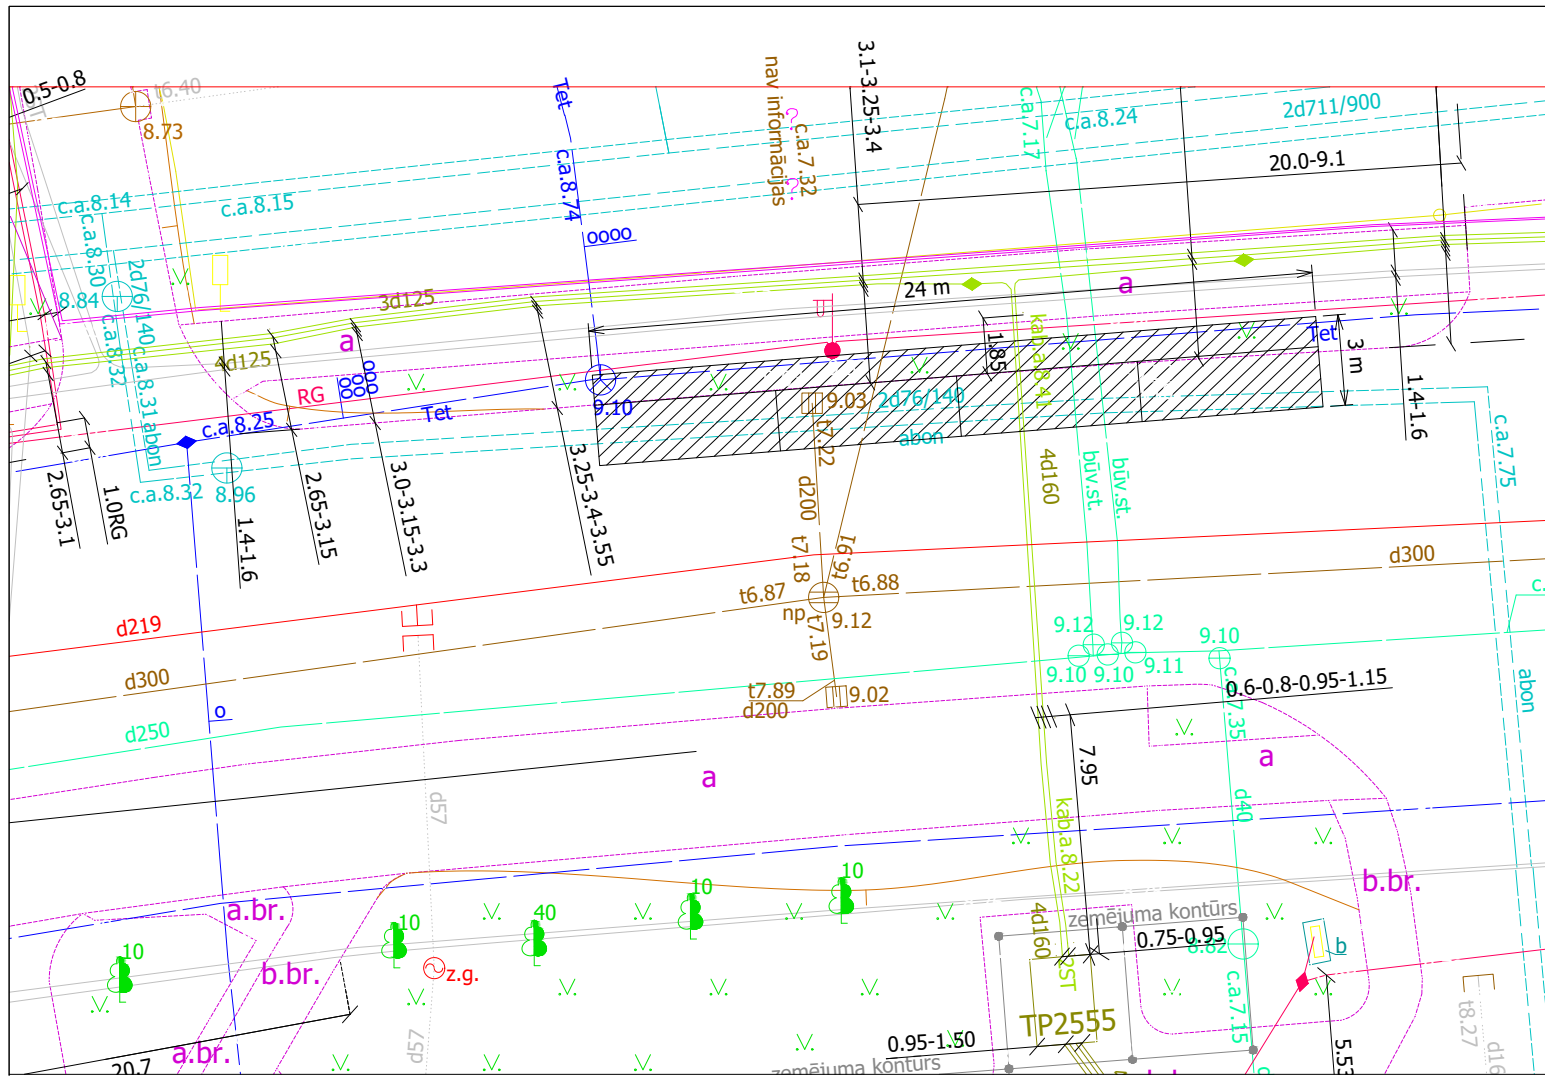 0.5-0.8
t6.40
8.73
ST
Tet
c.a.8.74
oooo
nav informācijas
?
?
c.a.7.32
3.1-3.25-3.4
c.a.7.17
c.a.8.24
2d711/900
20.0-9.1
c.a.8.14
c.a.8.15
c.a.8.30
2d76/140
8.84
c.a.8.32
c.a.8.31
abon
3d125
4d125
a
24 m
a
1.85
kab.a.8.41
Tet
3 m
1.4-1.6
RG
oo
ooo
Tet
9.10
9.03
2d76/140
abon
c.a.8.25
c.a.8.32
8.96
2.65-3.1
1.0RG
1.4-1.6
2.65-3.15
3.0-3.15-3.3
3.25-3.4-3.55
t7.22
d200
t7.18
t6.91
4d160
būv.st.
būv.st.
c.a.7.75
d300
t6.87
t6.88
np
9.12
t7.19
d219
d300
d250
o
t7.89
d200
9.02
9.12
9.12
9.10
9.10
9.10
9.11
c.
c.a.7.35
0.6-0.8-0.95-1.15
abon
7.95
a
a
d57
d40
kab.a.8.22
10
10
40
10
10
a.br.
b.br.
b.br.
z.g.
zemējuma kontūrs
4d160
2ST
0.75-0.95
8.82
b
c.a.7.15
TP2555
0.95-1.50
zemējuma kontūrs
a.br.
20.7
d57
t8.27
d16
5.53